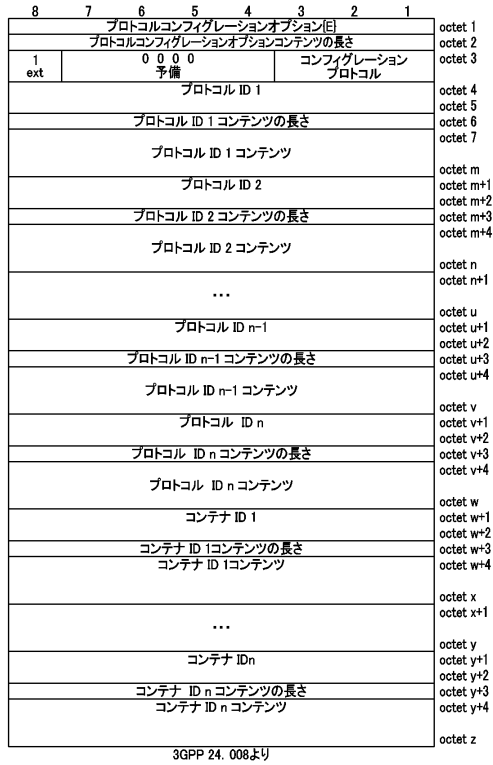 8 7 6 5 4 3 2 1
プロトコルコンフィグレーションオプション{E} octet 1
プロトコルコンフィグレーションオプションコンテンツの長さ octet 2
1 0 0 0 0 コンフィグレーション octet 3
ext 予備 プロトコル
プロトコル ID 1 octet 4
octet 5
プロトコル ID 1 コンテンツの長さ octet 6
octet 7
プロトコル ID 1 コンテンツ
octet m
プロトコル ID 2 octet m+1
octet m+2
プロトコル ID 2 コンテンツの長さ octet m+3
octet m+4
プロトコル ID 2 コンテンツ
octet n
octet n+1
...
octet u
プロトコル ID n-1 octet u+1
octet u+2
プロトコル ID n-1 コンテンツの長さ octet u+3
octet u+4
プロトコル ID n-1 コンテンツ
octet v
プロトコル ID n octet v+1
octet v+2
プロトコル ID n コンテンツの長さ octet v+3
octet v+4
プロトコル ID n コンテンツ
octet w
コンテナ ID 1 octet w+1
octet w+2
コンテナ ID 1コンテンツの長さ octet w+3
コンテナ ID 1コンテンツ octet w+4
octet x
octet x+1
...
octet y
コンテナ IDn octet y+1
octet y+2
コンテナ ID n コンテンツの長さ octet y+3
コンテナ ID n コンテンツ octet y+4
octet z
3GPP 24. 008より